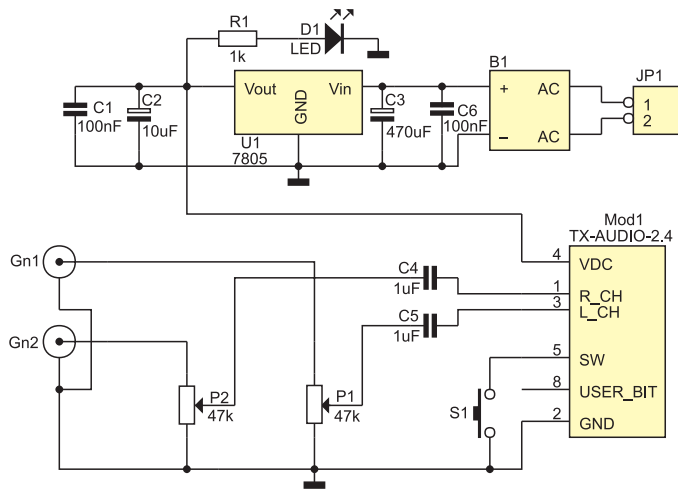 R1
1k
D1
LED
B1
JP1
C1
100nF
C2
10uF
Vout
Vin
GND
U1
7805
C3
470uF
C6
100nF
+
−
AC
AC
1
2
Mod1
TX-AUDIO-2.4
4
VDC
1
R_CH
3
L_CH
5
SW
8
USER_BIT
2
GND
Gn1
Gn2
C4
1uF
C5
1uF
P2
47k
P1
47k
S1